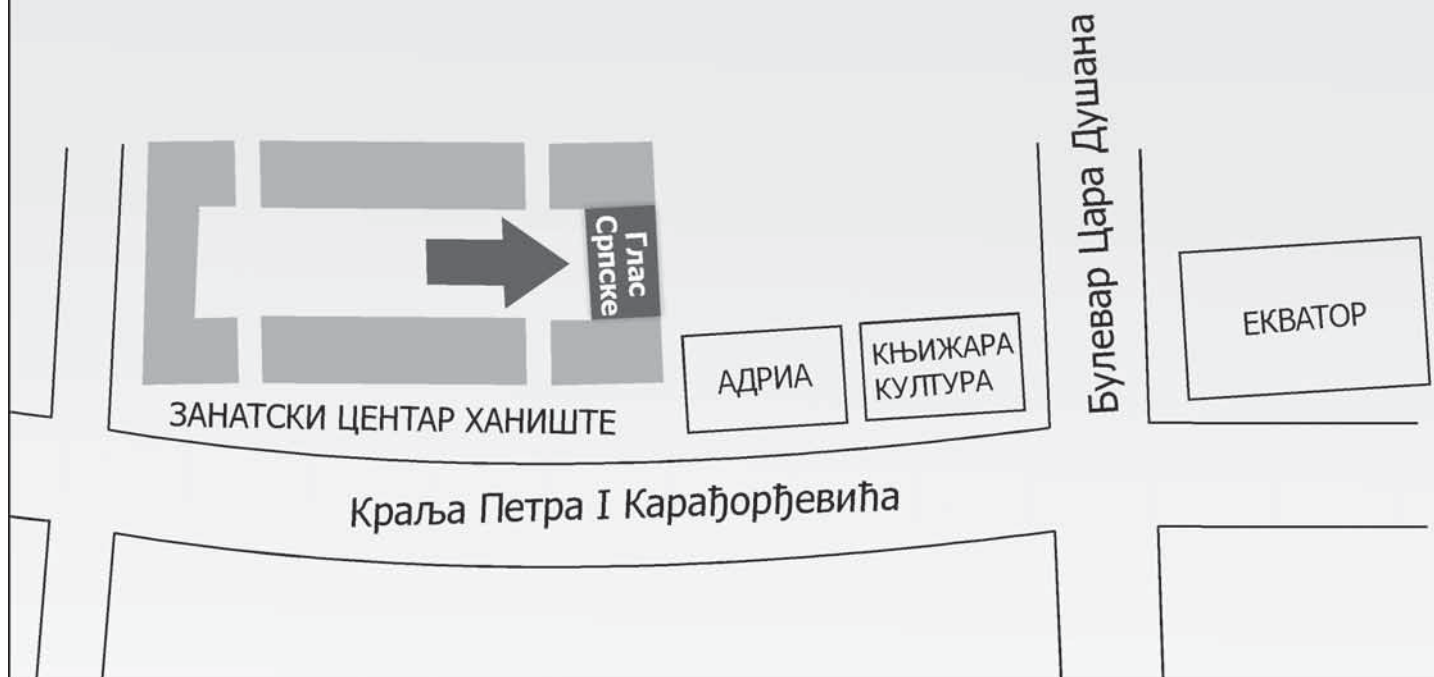 Булевар Цара Душана
Глас
Српске
ЕКВАТОР
АДРИА
КЊИЖАРА
КУЛТУРА
ЗАНАТСКИ ЦЕНТАР ХАНИШТЕ
Краља Петра I Карађорђевића